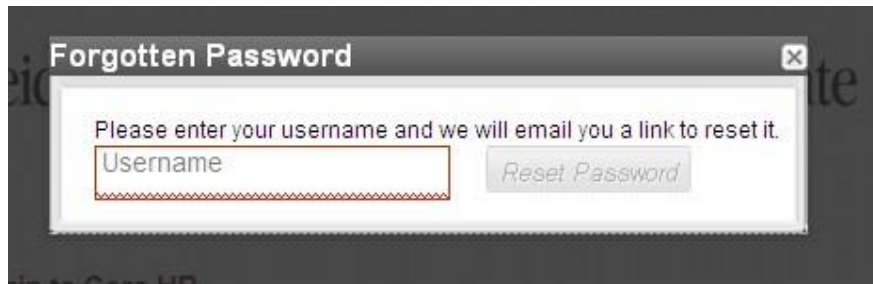 Forgotten Password
Please enter your username and we will email you a link to reset it.
Username
Reset Password